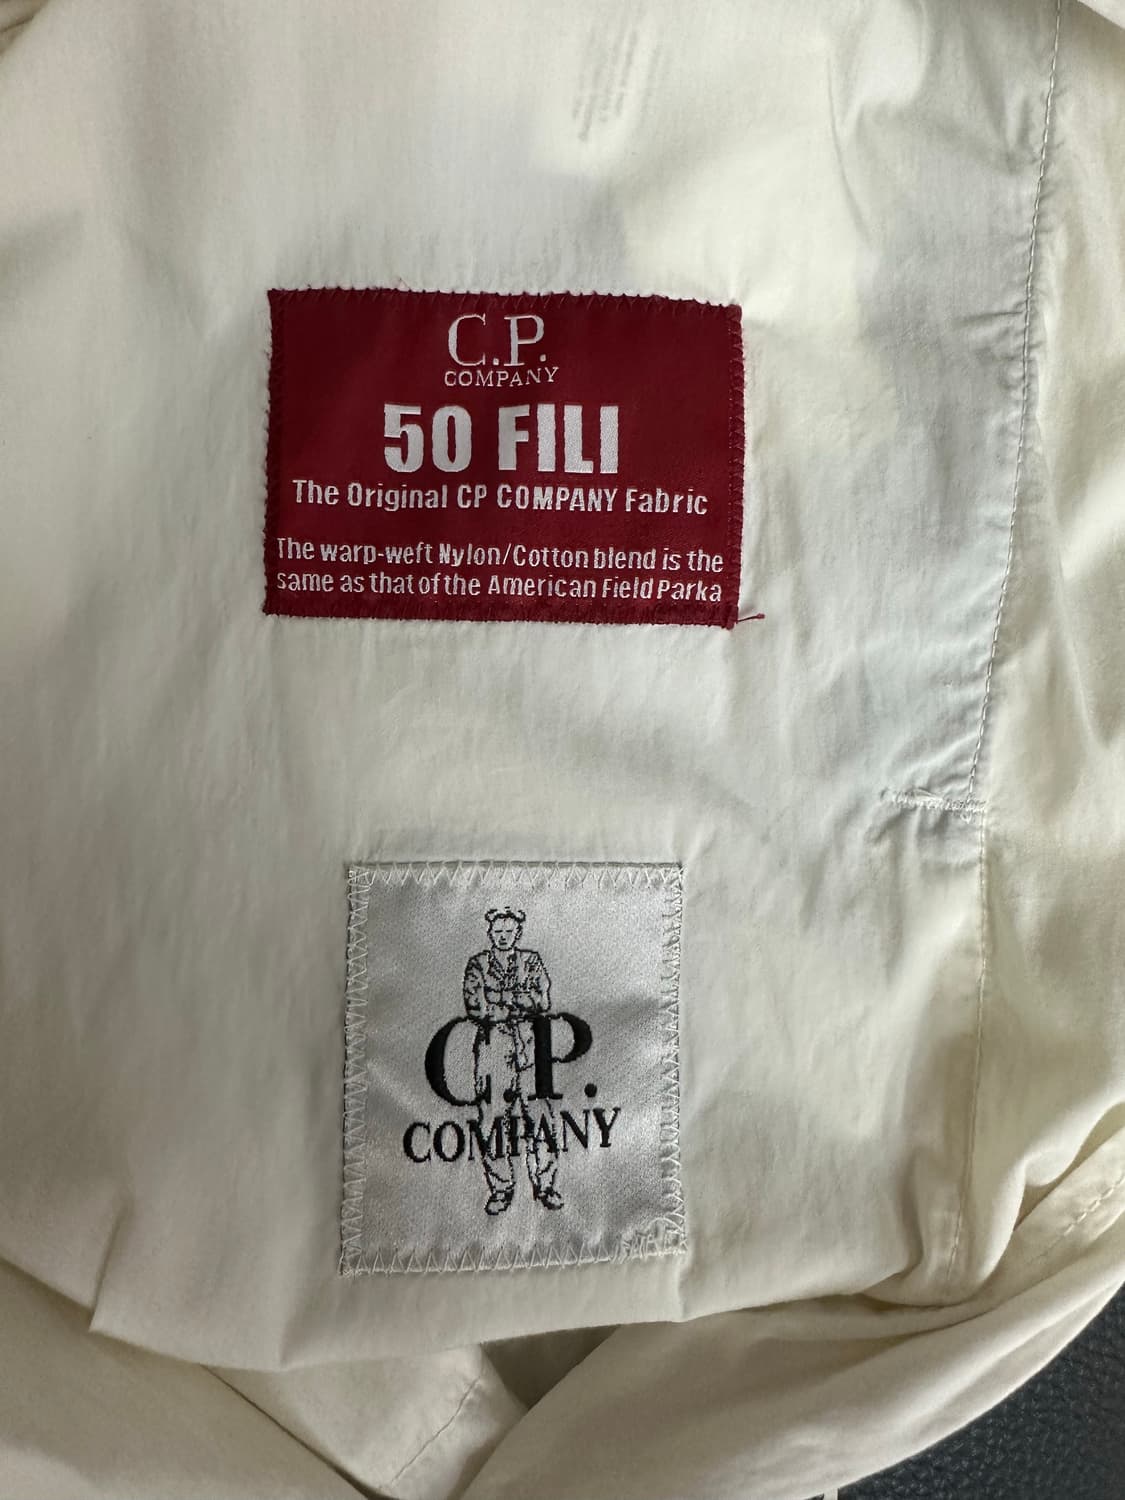 C.P.
COMPANY
50 FILI
The Original CP COMPANY Fabric
The warp-weft Nylon/Cotton blend is the
same as that of the American Field Parka
C.P.
COMPANY